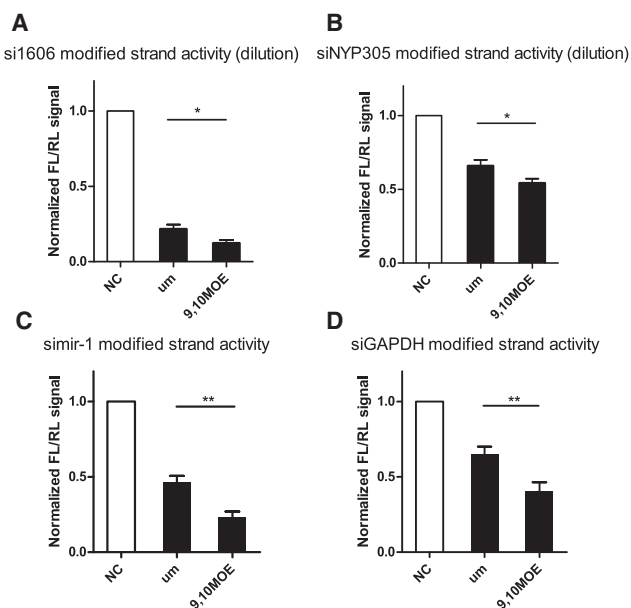 A
si1606 modified strand activity (dilution)
Normalized FL/RL signal
1.0
0.5
0.0
*
NC
um
9,10MOE
B
siNYP305 modified strand activity (dilution)
Normalized FL/RL signal
1.0
0.5
0.0
*
NC
um
9,10MOE
C
simir-1 modified strand activity
Normalized FL/RL signal
1.0
0.5
0.0
**
NC
um
9,10MOE
D
siGAPDH modified strand activity
Normalized FL/RL signal
1.0
0.5
0.0
**
NC
um
9,10MOE